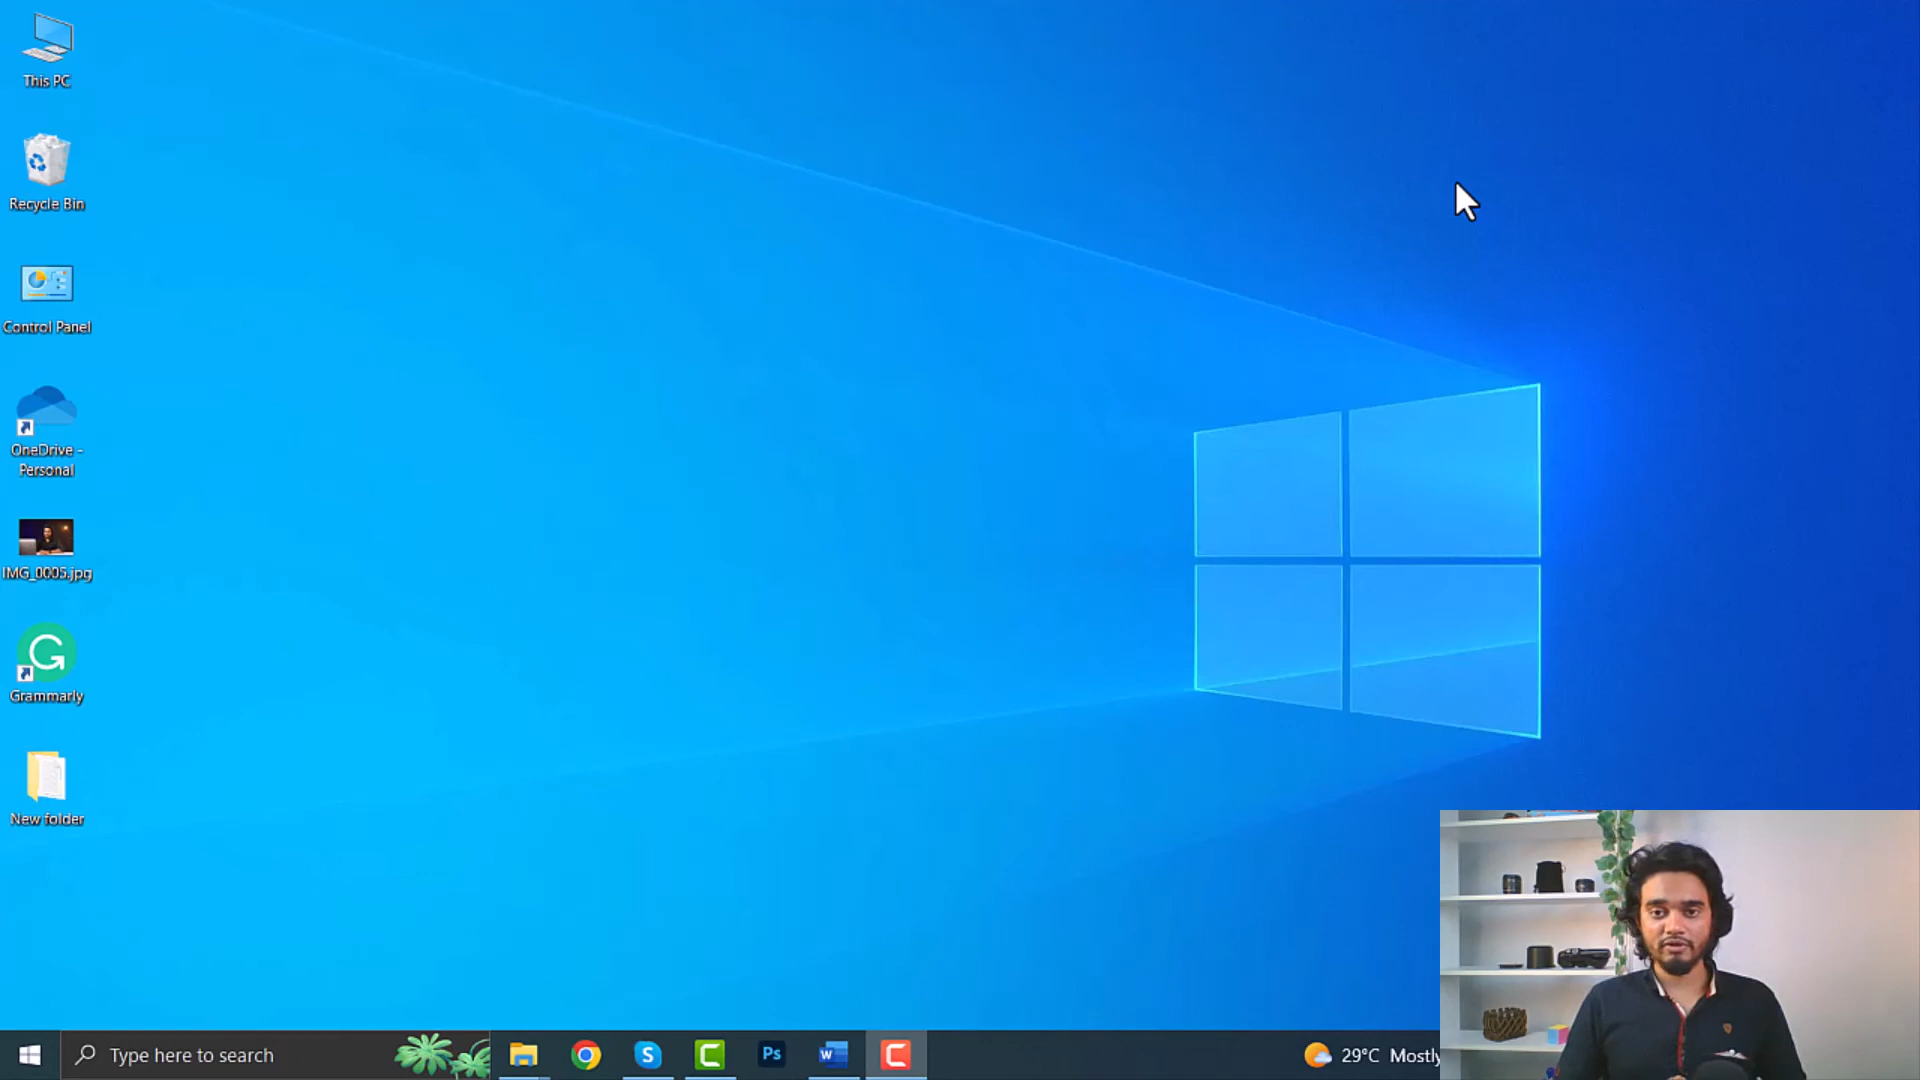 This PC
Recycle Bin
Control Panel
OneDrive -
Personal
IMG_0005.jpg
Grammarly
New folder
Type here to search
Ps
29°C Mostly